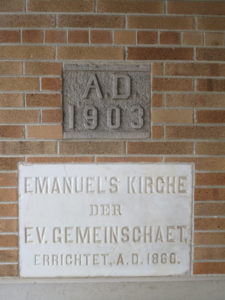 A.D.
1903
EMANUEL'S KIRCHE
DER
EV. GEMEINSCHAFT,
ERRICHTET, A.D. 1866.